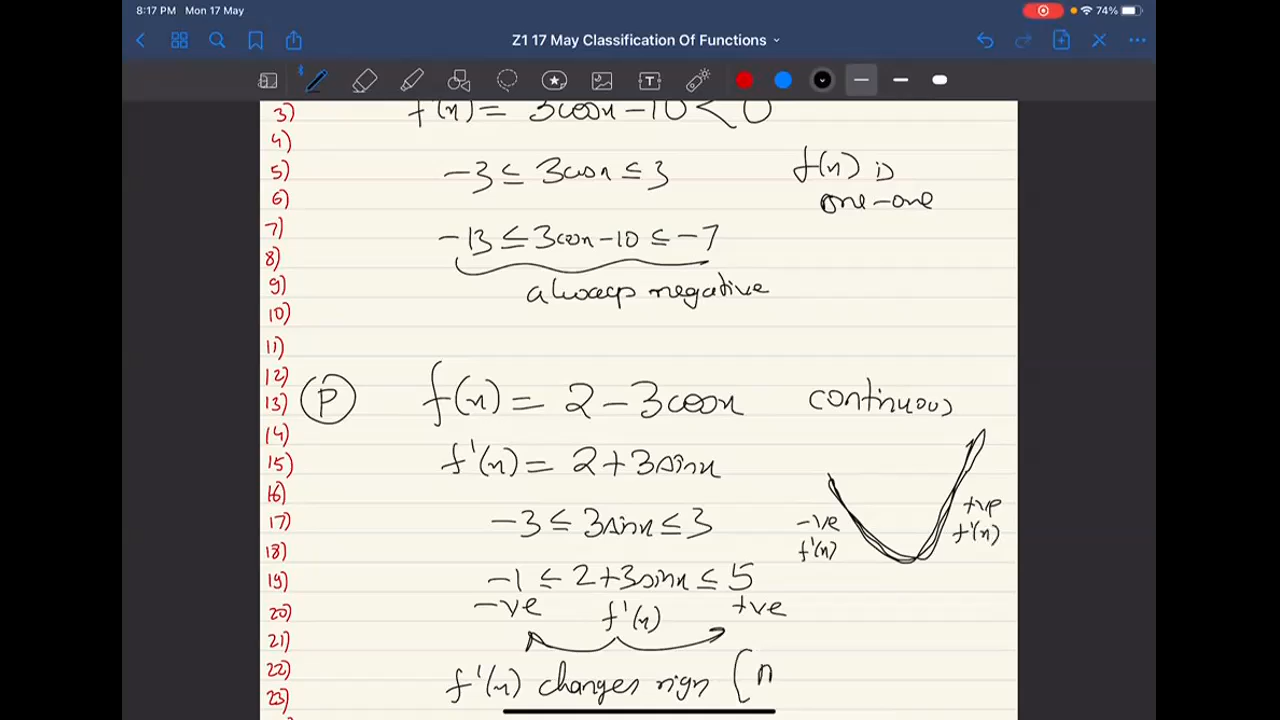 8:17 PM Mon 17 May
74%
Z1 17 May Classification Of Functions
3) f'(x) = 3cosx - 10 < 0
4)
5) -3 ≤ 3cosx ≤ 3 f(x) is
6) one-one
7) -13 ≤ 3cosx - 10 ≤ -7
8)
9) always negative
10)
11)
12)
13) P f(x) = 2 - 3cosx continuous
14)
15) f'(x) = 2 + 3sinx
16)
17) -3 ≤ 3sinx ≤ 3 -ve f'(x) +ve f'(x)
18)
19) -1 ≤ 2 + 3sinx ≤ 5
20) -ve f'(x) +ve
21)
22) f'(x) changes sign (n
23)